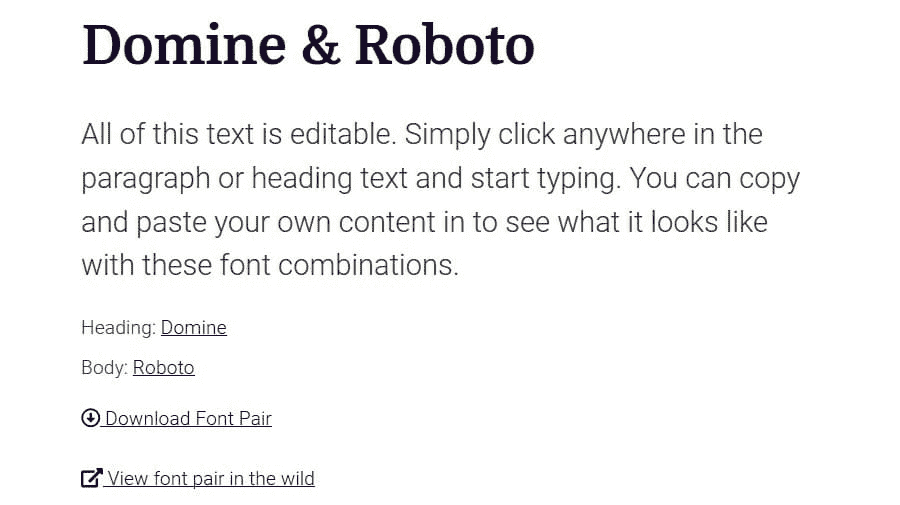 Domine & Roboto
All of this text is editable. Simply click anywhere in the
paragraph or heading text and start typing. You can copy
and paste your own content in to see what it looks like
with these font combinations.
Heading: Domine
Body: Roboto
Download Font Pair
View font pair in the wild